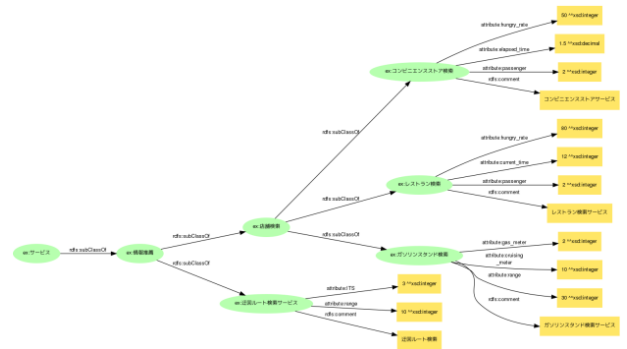 50 ^^xsd:integer
attribute:hungry_rate
attribute:elapsed_time
1.5 ^^xsd:decimal
ex:コンビニエンスストア検索
attribute:passenger
2 ^^xsd:integer
rdfs:comment
コンビニエンスストアサービス
rdfs:subClassOf
80 ^^xsd:integer
attribute:hungry_rate
attribute:current_time
12 ^^xsd:integer
ex:レストラン検索
attribute:passenger
2 ^^xsd:integer
rdfs:comment
rdfs:subClassOf
レストラン検索サービス
ex:店舗検索
rdfs:subClassOf
attribute:gas_meter
2 ^^xsd:integer
ex:サービス
rdfs:subClassOf
rdfs:subClassOf
ex:ガソリンスタンド検索
attribute:cruising
_meter
10 ^^xsd:integer
rdfs:subClassOf
attribute:range
30 ^^xsd:integer
attribute:ITS
3 ^^xsd:integer
rdfs:comment
ex:迂回ルート検索サービス
attribute:range
10 ^^xsd:integer
ガソリンスタンド検索サービス
rdfs:comment
迂回ルート検索